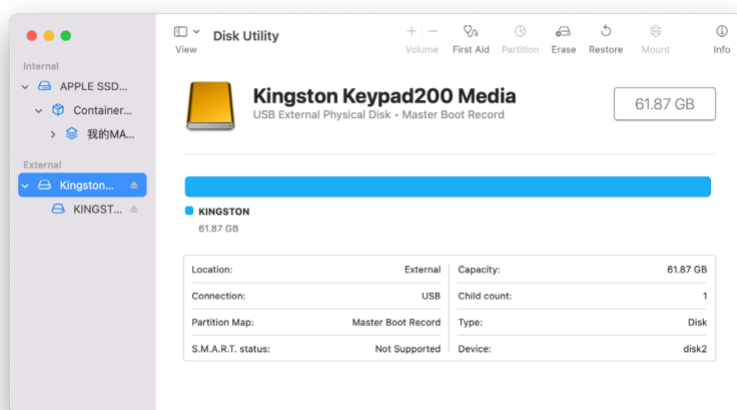 Disk Utility
View
Volume
First Aid
Partition
Erase
Restore
Mount
Info
Internal
APPLE SSD...
Container...
我的MA...
External
Kingston...
KINGST...
Kingston Keypad200 Media
USB External Physical Disk • Master Boot Record
61.87 GB
KINGSTON
61.87 GB
Location: External
Capacity: 61.87 GB
Connection: USB
Child count: 1
Partition Map: Master Boot Record
Type: Disk
S.M.A.R.T. status: Not Supported
Device: disk2